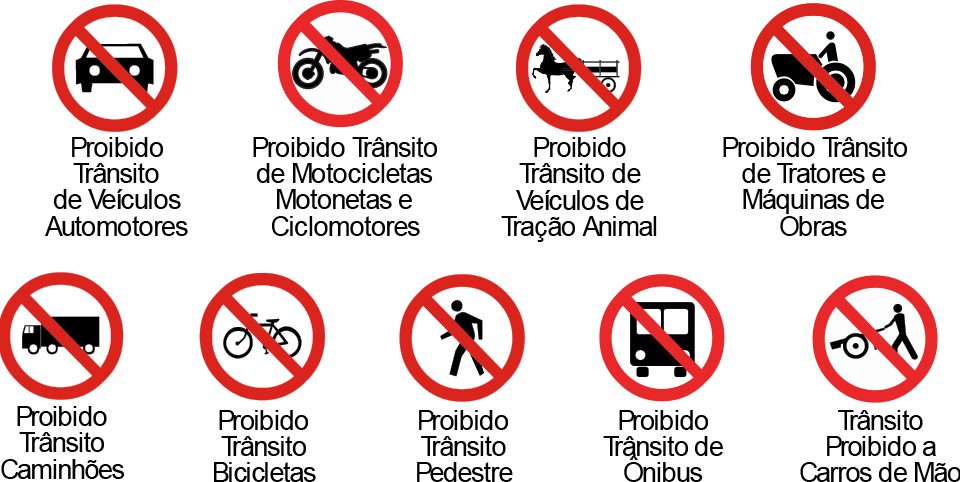 Proibido
Trânsito
de Veículos
Automotores
Proibido Trânsito
de Motocicletas
Motonetas e
Ciclomotores
Proibido
Trânsito de
Veículos de
Tração Animal
Proibido Trânsito
de Tratores e
Máquinas de
Obras
Proibido
Trânsito
Caminhões
Proibido
Trânsito
Bicicletas
Proibido
Trânsito
Pedestre
Proibido
Trânsito de
Ônibus
Trânsito
Proibido a
Carros de Mão